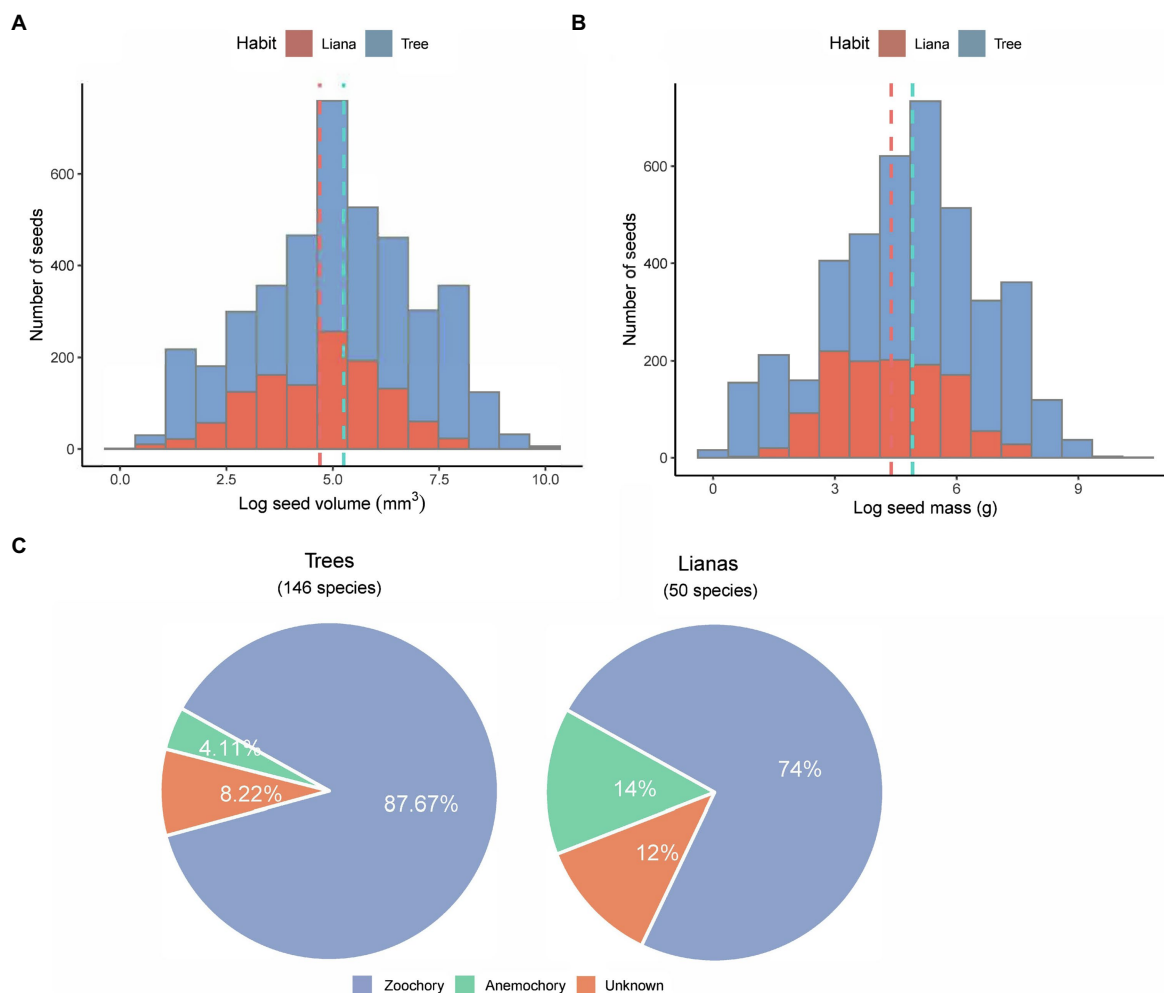 A
Habit Liana Tree
Number of seeds
600
400
200
0
0.0 2.5 5.0 7.5 10.0
Log seed volume (mm³)
B
Habit Liana Tree
Number of seeds
600
400
200
0
0 3 6 9
Log seed mass (g)
C
Trees
(146 species)
4.11%
8.22%
87.67%
Lianas
(50 species)
74%
14%
12%
Zoochory Anemochory Unknown